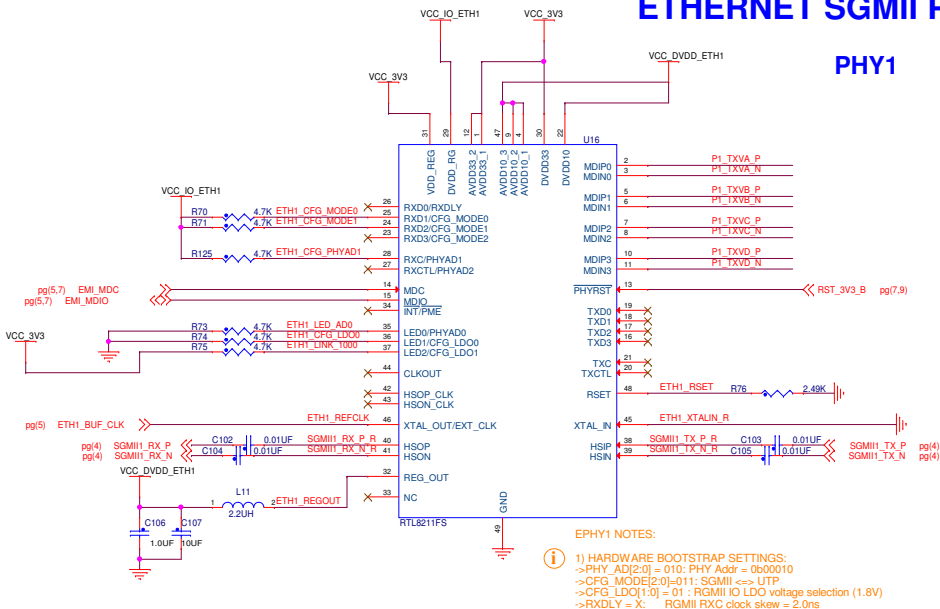 ETHERNET SGMII P
PHY1
VCC_IO_ETH1
VCC_3V3
VCC_DVDD_ETH1
VCC_3V3
U16
31 29 12 1 47 9 4 30 22
VDD_REG
DVDD_RG
AVDD33_2
AVDD33_1
AVDD10_3
AVDD10_2
AVDD10_1
DVDD33
DVDD10
MDIP0 2 P1_TXVA_P
MDIN0 3 P1_TXVA_N
MDIP1 5 P1_TXVB_P
MDIN1 6 P1_TXVB_N
MDIP2 7 P1_TXVC_P
MDIN2 8 P1_TXVC_N
MDIP3 10 P1_TXVD_P
MDIN3 11 P1_TXVD_N
PHYRST 13 RST_3V3_B pg(7,9)
TXD0 19
TXD1 18
TXD2 17
TXD3 16
TXC 21
TXCTL 20
RSET 48 ETH1_RSET R76 2.49K
XTAL_IN 45 ETH1_XTALIN_R
HSIP 38 SGMII1_TX_P_R C103 0.01UF SGMII1_TX_P pg(4)
HSIN 39 SGMII1_TX_N_R C105 0.01UF SGMII1_TX_N pg(4)
VCC_IO_ETH1
26 RXD0/RXDLY
R70 4.7K ETH1_CFG_MODE0 25 RXD1/CFG_MODE0
R71 4.7K ETH1_CFG_MODE1 24 RXD2/CFG_MODE1
23 RXD3/CFG_MODE2
R125 4.7K ETH1_CFG_PHYAD1 28 RXC/PHYAD1
27 RXCTL/PHYAD2
pg(5,7) EMI_MDC 14 MDC
pg(5,7) EMI_MDIO 15 MDIO
34 INT/PME
VCC_3V3
R73 4.7K ETH1_LED_AD0 35 LED0/PHYAD0
R74 4.7K ETH1_CFG_LDO0 36 LED1/CFG_LDO0
R75 4.7K ETH1_LINK_1000 37 LED2/CFG_LDO1
44 CLKOUT
42 HSOP_CLK
43 HSON_CLK
pg(5) ETH1_BUF_CLK ETH1_REFCLK 46 XTAL_OUT/EXT_CLK
pg(4) SGMII1_RX_P C102 0.01UF SGMII1_RX_P_R 40 HSOP
pg(4) SGMII1_RX_N C104 0.01UF SGMII1_RX_N_R 41 HSON
VCC_DVDD_ETH1
32 REG_OUT
L11
1 2 ETH1_REGOUT 33 NC
2.2UH
C106 C107
1.0UF 10UF
GND
49
RTL8211FS
EPHY1 NOTES:
i
1) HARDWARE BOOTSTRAP SETTINGS:
->PHY_AD[2:0] = 010: PHY Addr = 0b00010
->CFG_MODE[2:0]=011: SGMII <=> UTP
->CFG_LDO[1:0] = 01 : RGMII IO LDO voltage selection (1.8V)
->RXDLY = X: RGMII RXC clock skew = 2.0ns